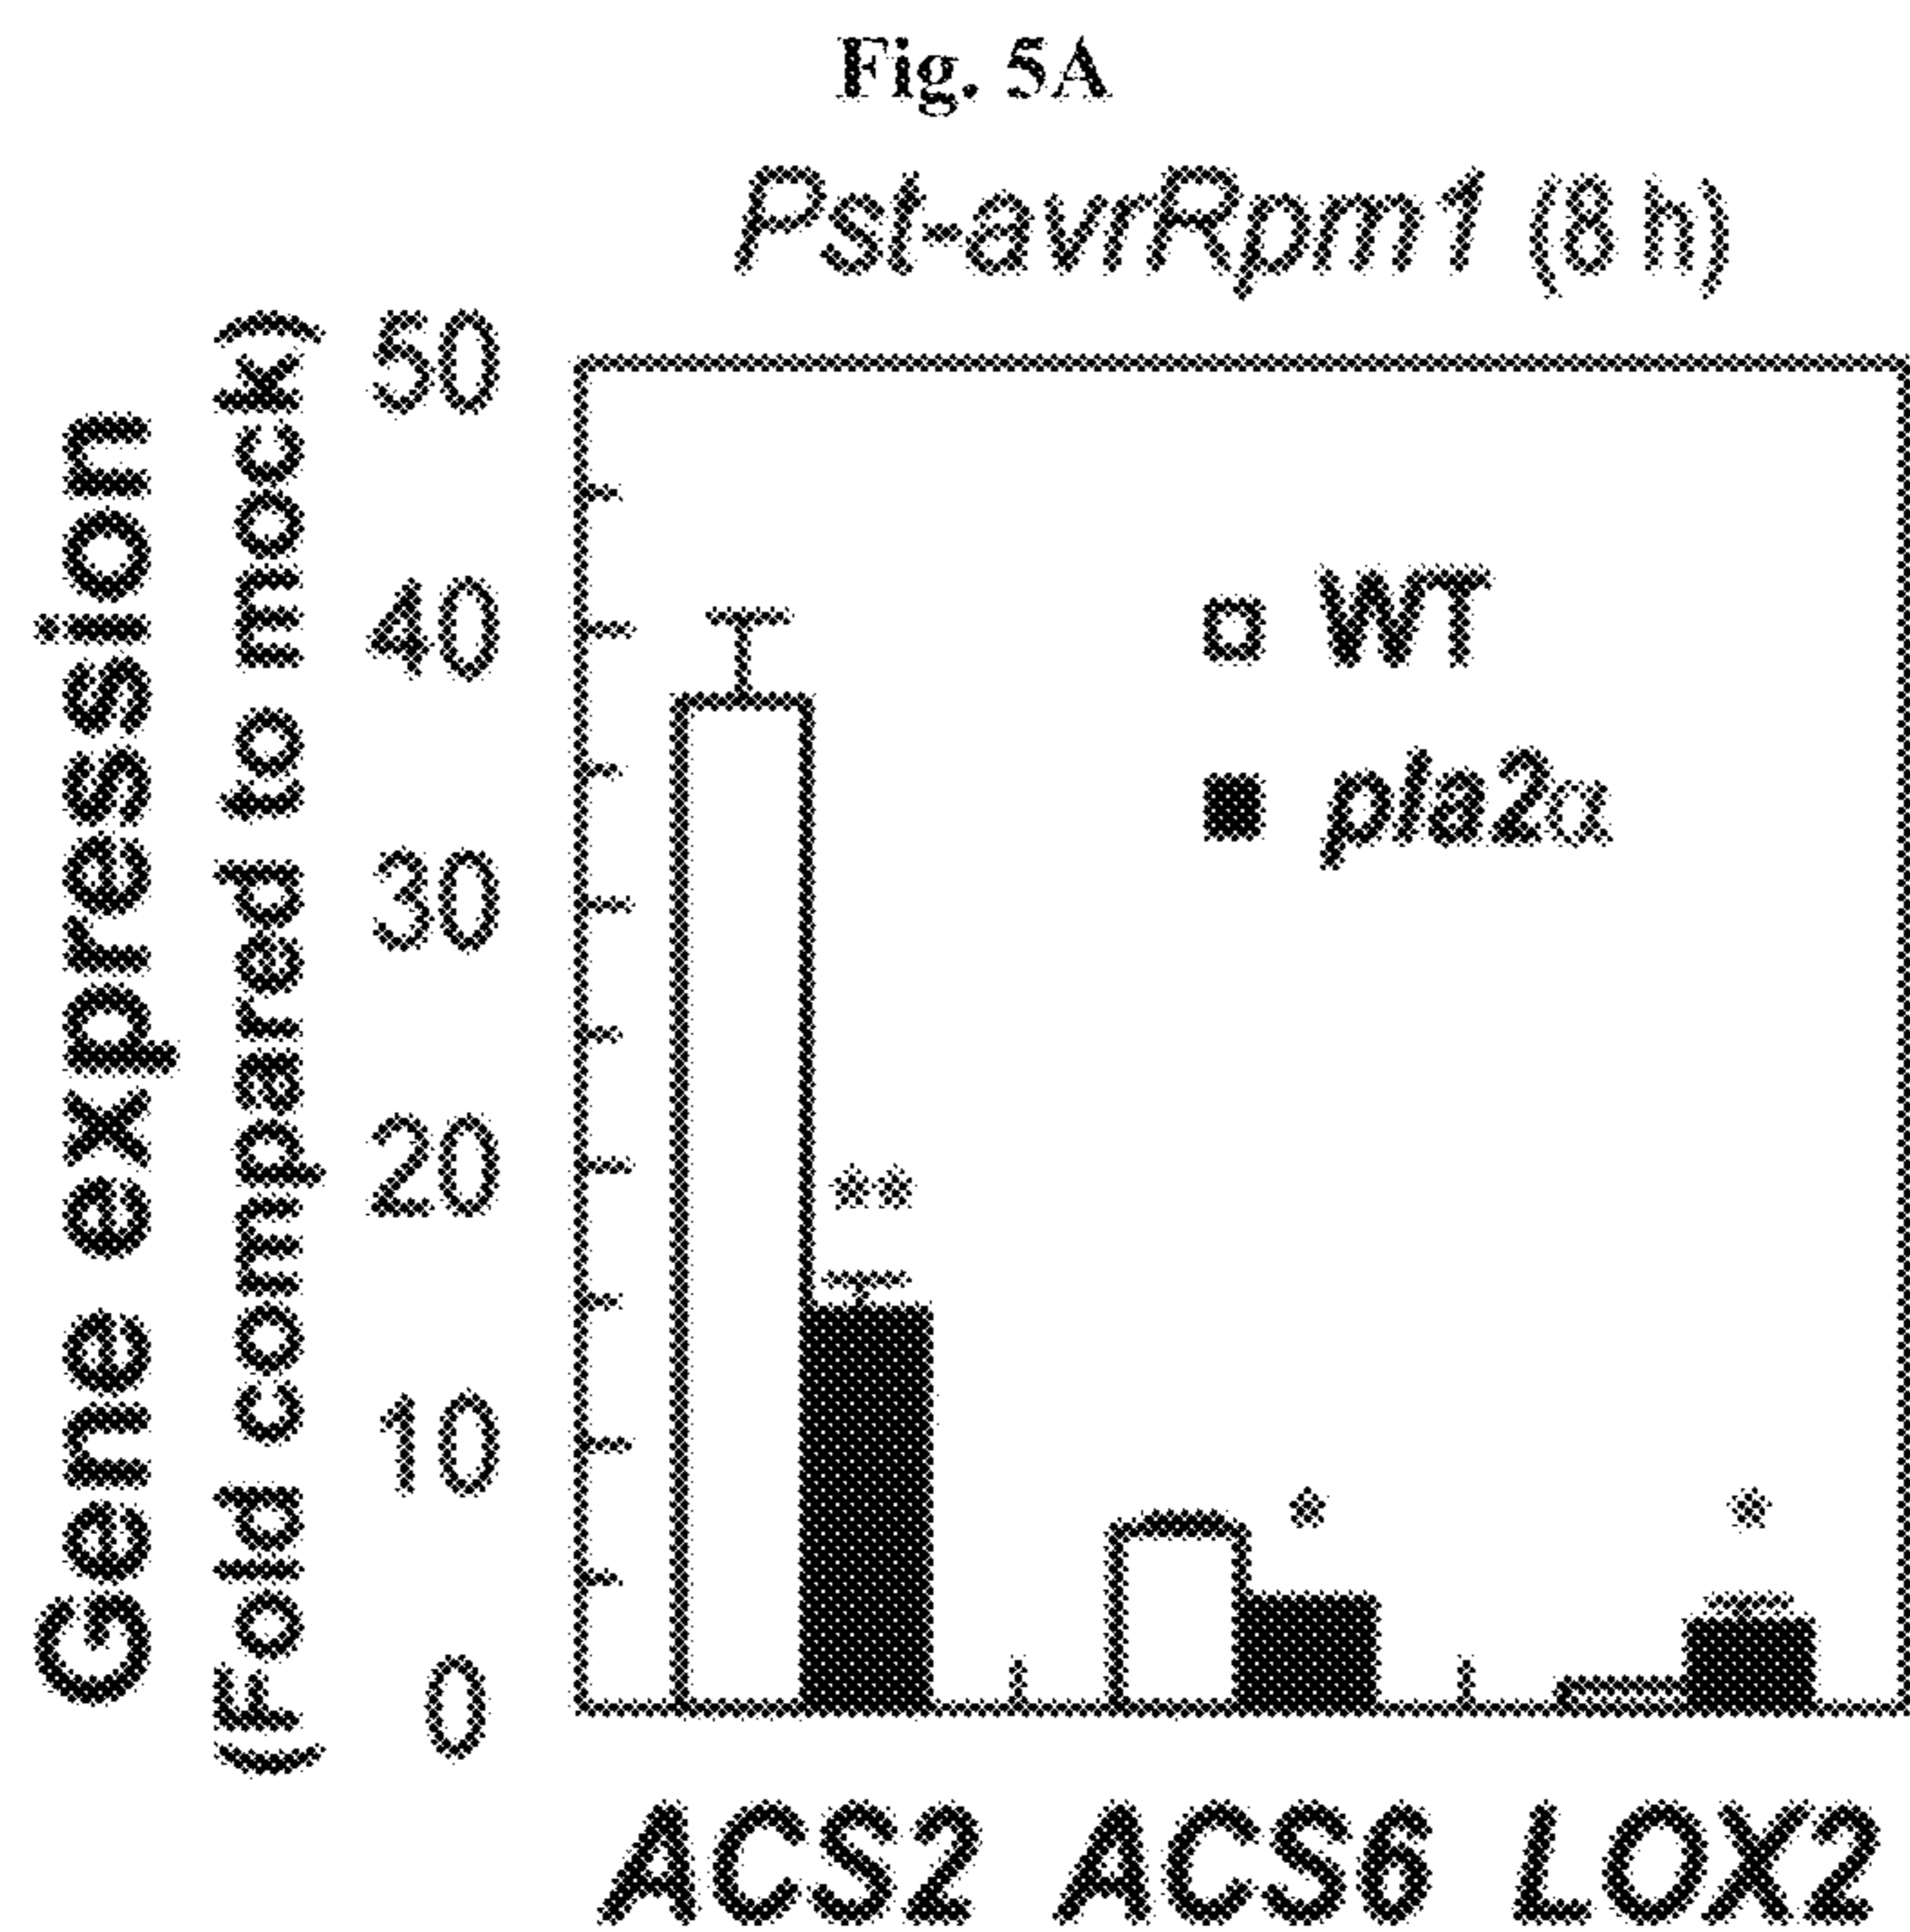 Fig. 5A
Pst-avrRpm1 (8 h)
Gene expression
(Fold compared to mock)
50
40
30
20
10
0
WT
pla2α
**
*
*
ACS2 ACS6 LOX2